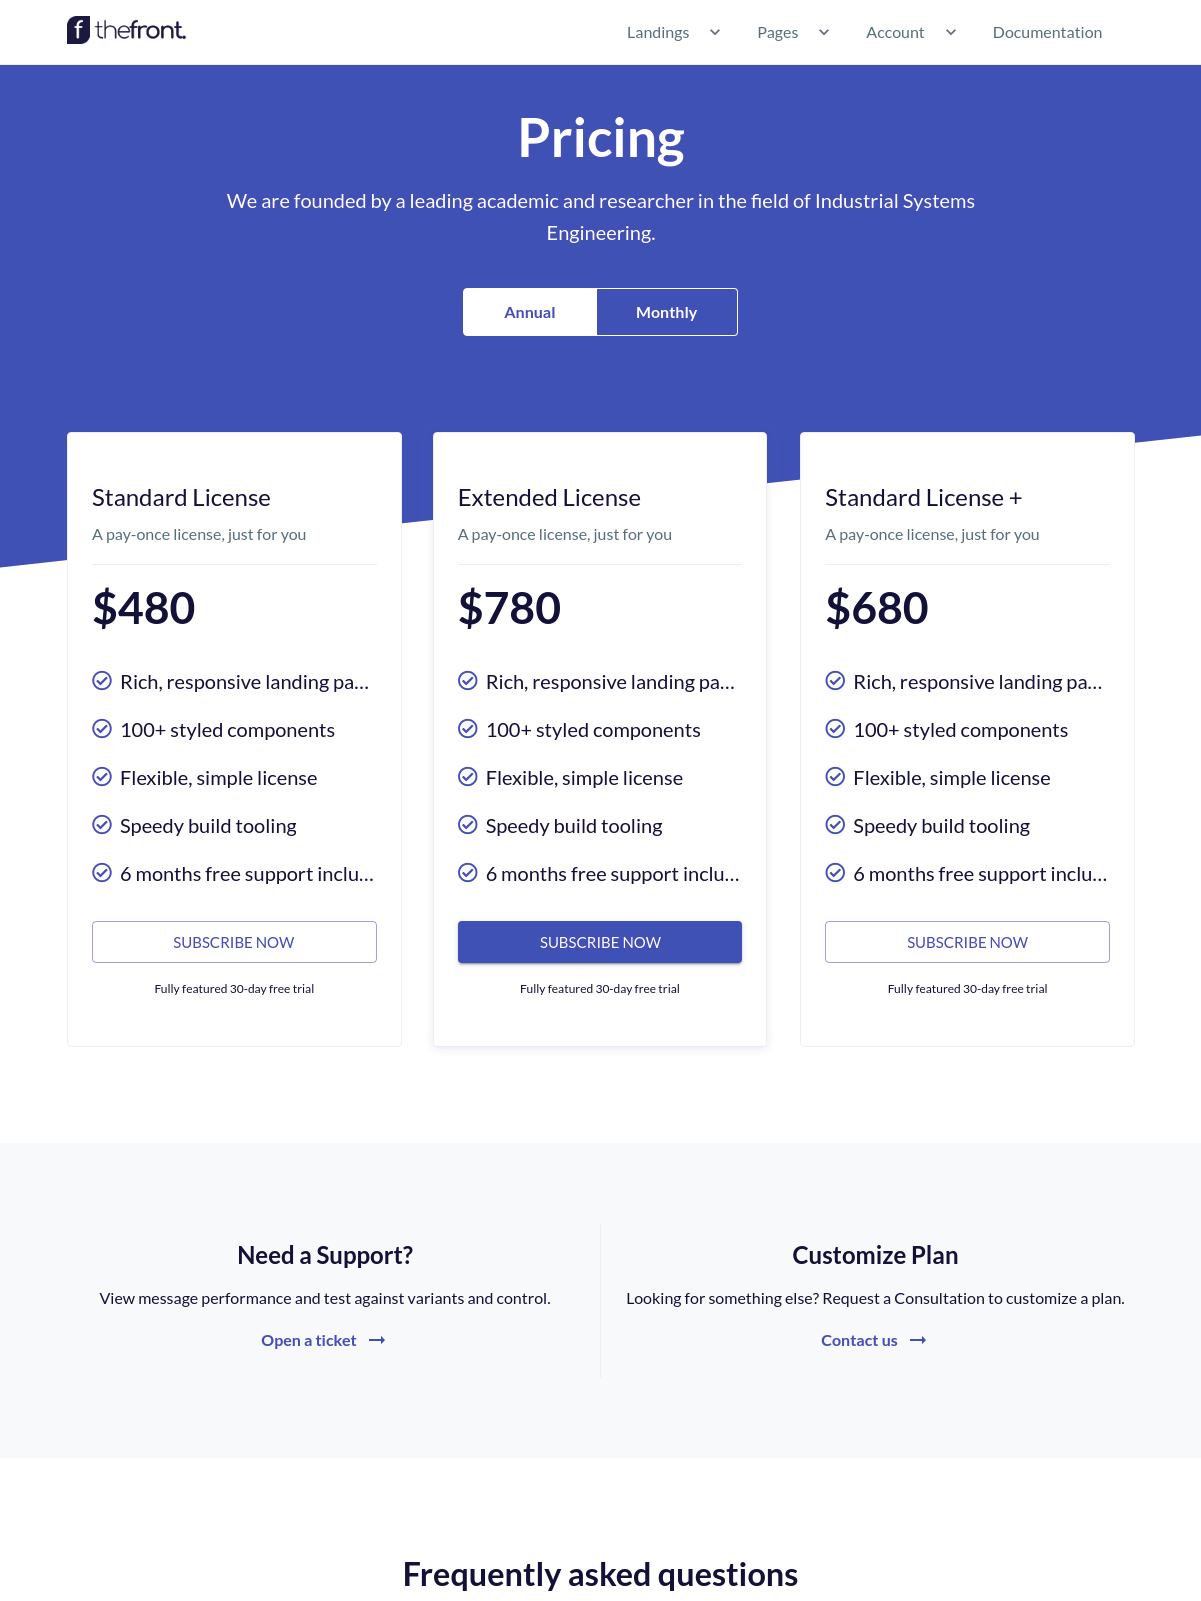 f thefront.
Landings Pages Account Documentation
Pricing
We are founded by a leading academic and researcher in the field of Industrial Systems
Engineering.
Annual Monthly
Standard License
A pay-once license, just for you
$480
Rich, responsive landing pa...
100+ styled components
Flexible, simple license
Speedy build tooling
6 months free support inclu...
SUBSCRIBE NOW
Fully featured 30-day free trial
Extended License
A pay-once license, just for you
$780
Rich, responsive landing pa...
100+ styled components
Flexible, simple license
Speedy build tooling
6 months free support inclu...
SUBSCRIBE NOW
Fully featured 30-day free trial
Standard License +
A pay-once license, just for you
$680
Rich, responsive landing pa...
100+ styled components
Flexible, simple license
Speedy build tooling
6 months free support inclu...
SUBSCRIBE NOW
Fully featured 30-day free trial
Need a Support?
View message performance and test against variants and control.
Open a ticket
Customize Plan
Looking for something else? Request a Consultation to customize a plan.
Contact us
Frequently asked questions